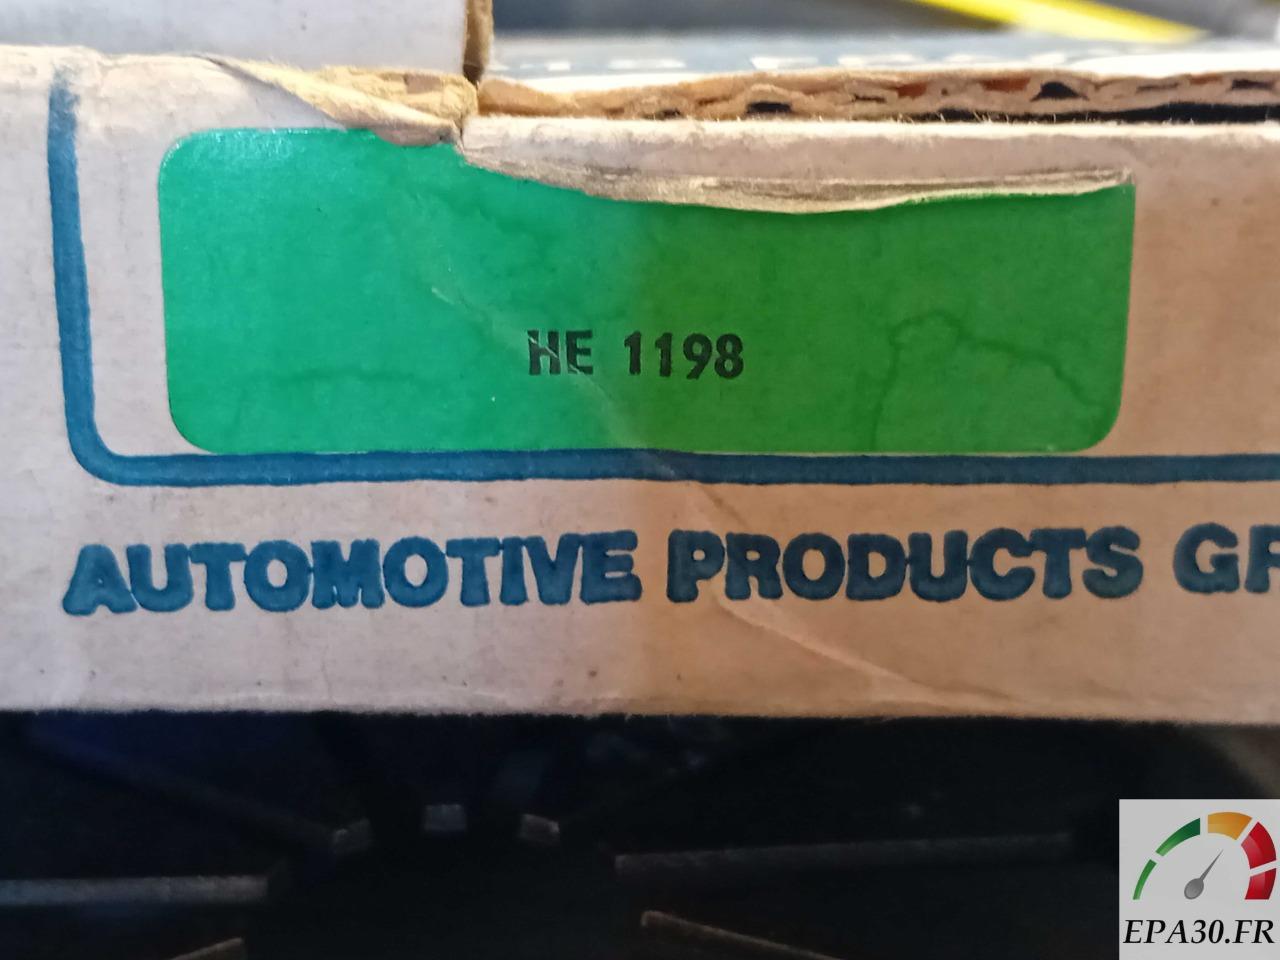 HE 1198
AUTOMOTIVE PRODUCTS
EPA30.FR